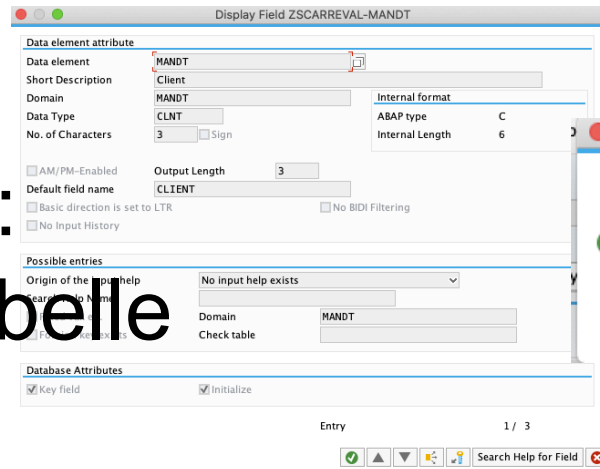 Display Field ZSCARREVAL-MANDT
Data element attribute
Data element MANDT
Short Description Client
Domain MANDT Internal format
Data Type CLNT ABAP type C
No. of Characters 3 Sign Internal Length 6
AM/PM-Enabled Output Length 3
Default field name CLIENT
Basic direction is set to LTR No BIDI Filtering
No Input History
:
Possible entries
Origin of the input help No input help exists
Search Help Name
belle
Domain MANDT
Check table
Database Attributes
Key field Initialize
Entry 1 / 3
Search Help for Field